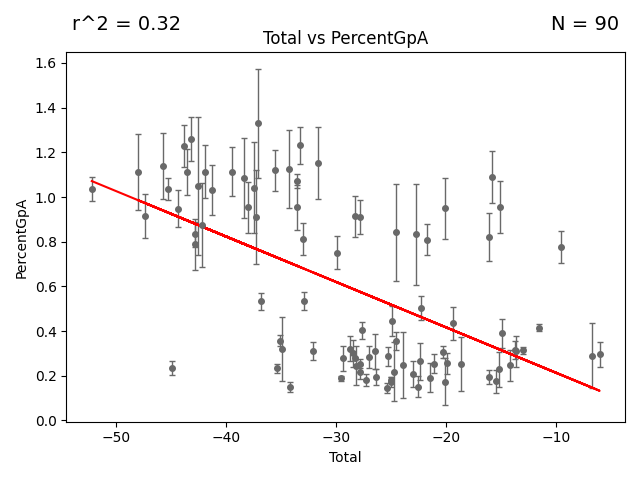 r^2 = 0.32
N = 90
Total vs PercentGpA
1.6
1.4
1.2
1.0
0.8
0.6
0.4
0.2
0.0
PercentGpA
−50
−40
−30
−20
−10
Total